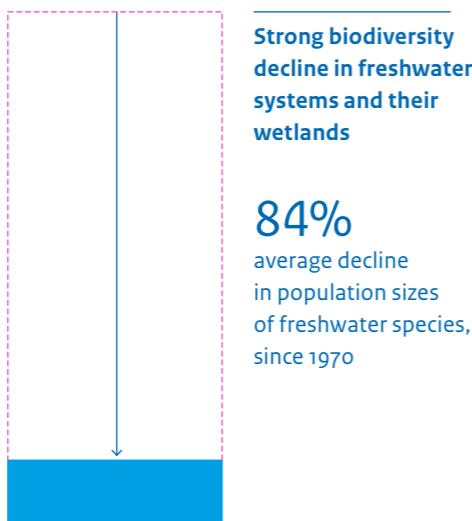 Strong biodiversity
decline in freshwater
systems and their
wetlands
84%
average decline
in population sizes
of freshwater species,
since 1970